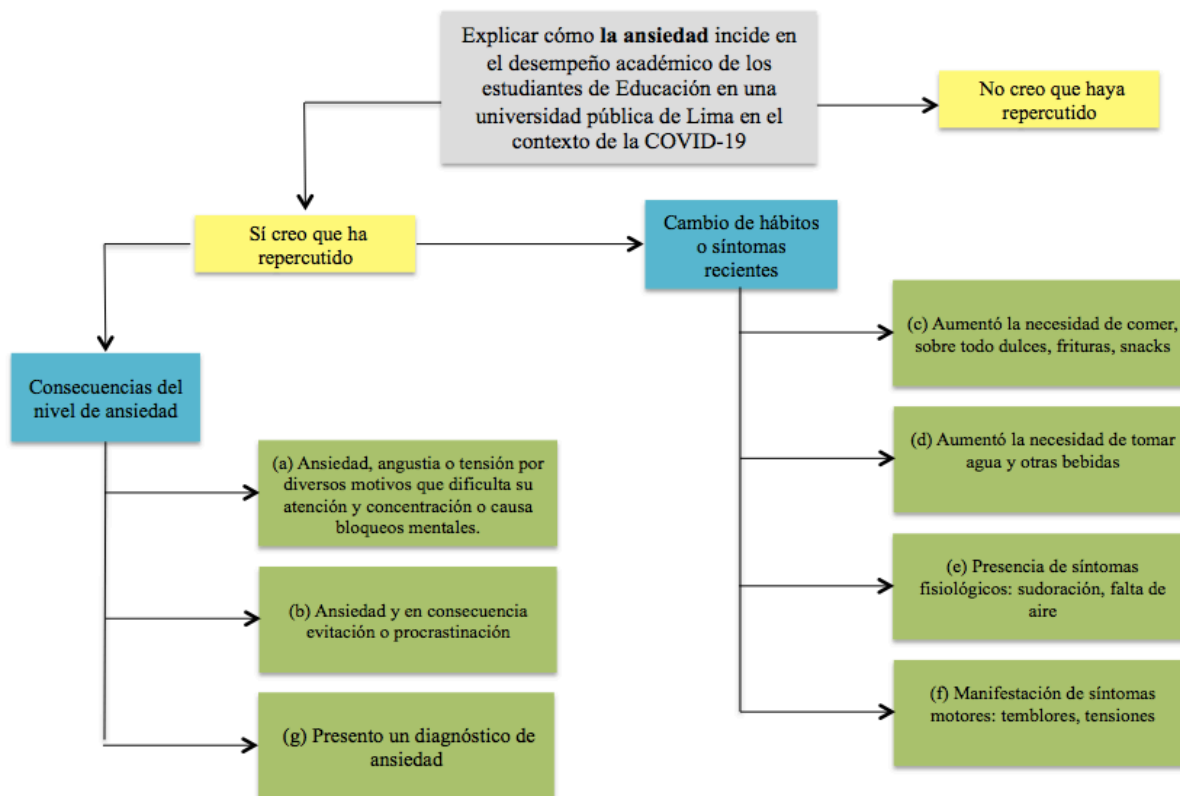 Explicar cómo la ansiedad incide en
el desempeño académico de los
estudiantes de Educación en una
universidad pública de Lima en el
contexto de la COVID-19
No creo que haya
repercutido
Sí creo que ha
repercutido
Cambio de hábitos
o síntomas
recientes
Consecuencias del
nivel de ansiedad
(a) Ansiedad, angustia o tensión por
diversos motivos que dificulta su
atención y concentración o causa
bloqueos mentales.
(b) Ansiedad y en consecuencia
evitación o procrastinación
(g) Presento un diagnóstico de
ansiedad
(c) Aumentó la necesidad de comer,
sobre todo dulces, frituras, snacks
(d) Aumentó la necesidad de tomar
agua y otras bebidas
(e) Presencia de síntomas
fisiológicos: sudoración, falta de
aire
(f) Manifestación de síntomas
motores: temblores, tensiones